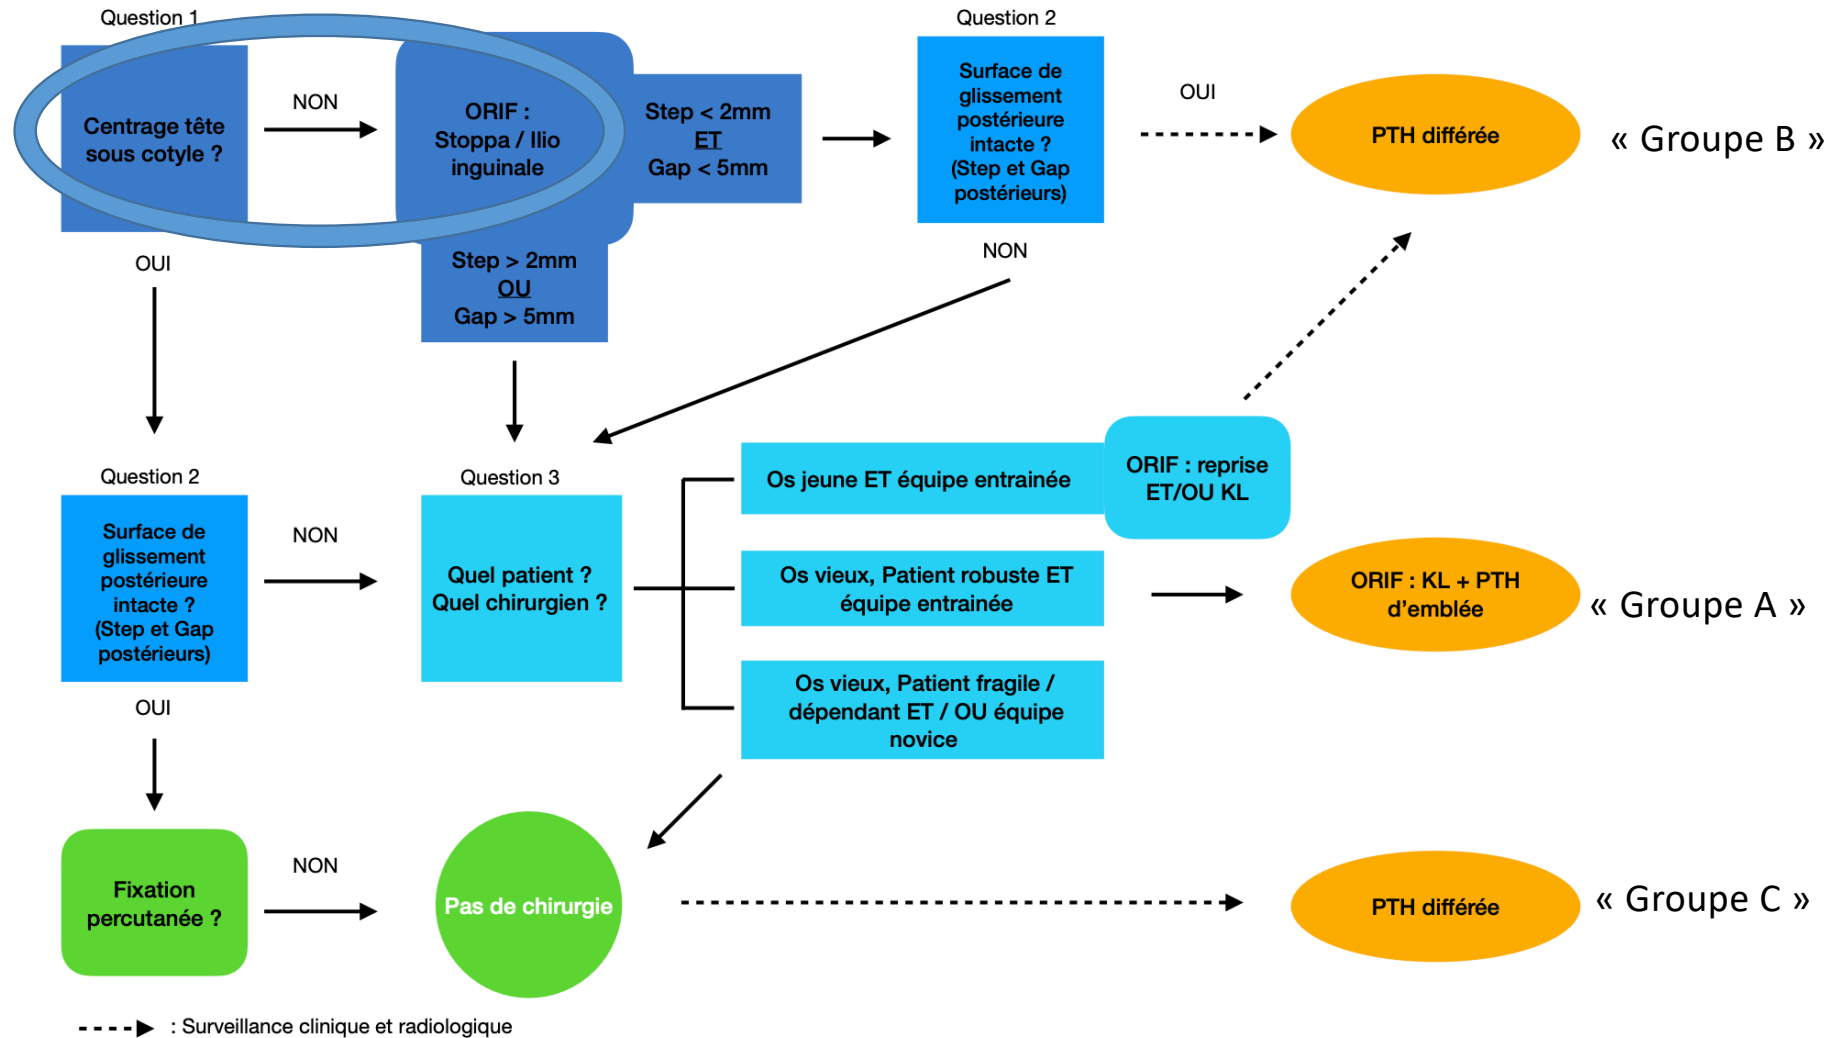 Question 1
Question 2
Centrage tête
sous cotyle ?
NON
ORIF :
Stoppa / Ilio
inguinale
Step < 2mm
ET
Gap < 5mm
Surface de
glissement
postérieure
intacte ?
(Step et Gap
postérieurs)
OUI
PTH différée
« Groupe B »
OUI
Step > 2mm
OU
Gap > 5mm
NON
Question 2
Question 3
Surface de
glissement
postérieure
intacte ?
(Step et Gap
postérieurs)
NON
Quel patient ?
Quel chirurgien ?
Os jeune ET équipe entrainée
ORIF : reprise
ET/OU KL
Os vieux, Patient robuste ET
équipe entrainée
ORIF : KL + PTH
d'emblée
« Groupe A »
Os vieux, Patient fragile /
dépendant ET / OU équipe
novice
OUI
Fixation
percutanée ?
NON
Pas de chirurgie
PTH différée
« Groupe C »
: Surveillance clinique et radiologique